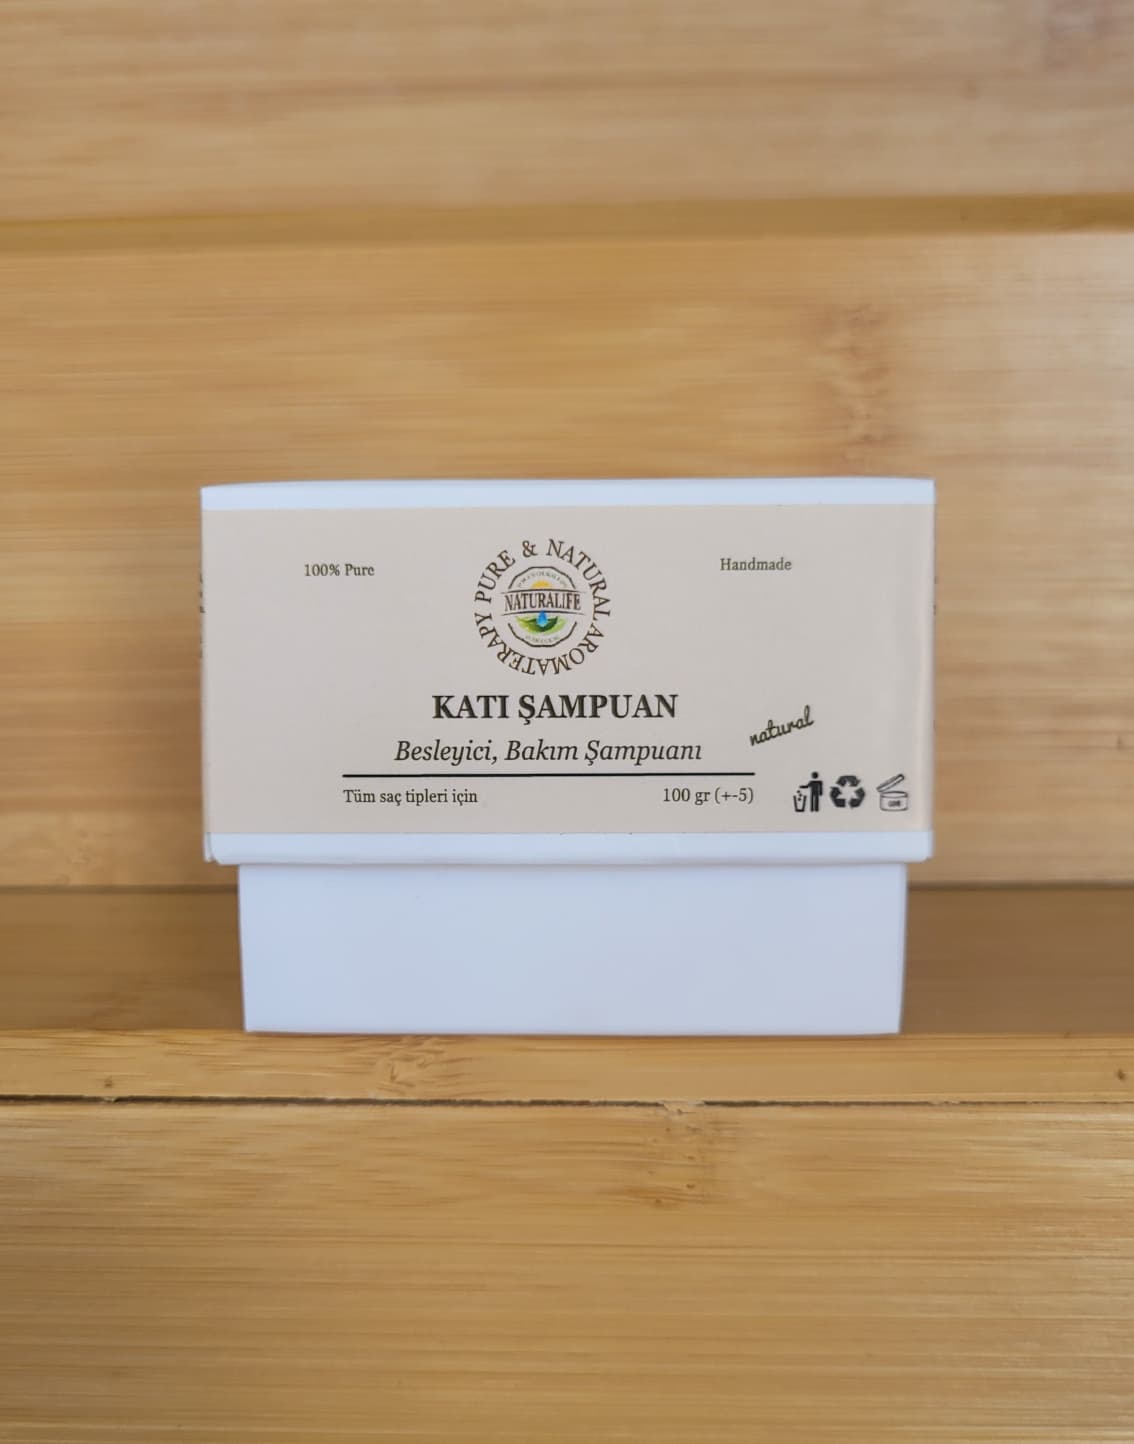 100% Pure
Handmade
PURE & NATURAL AROMATERAPY
NATURALIFE
KATI ŞAMPUAN
natural
Besleyici, Bakım Şampuanı
Tüm saç tipleri için
100 gr (+-5)